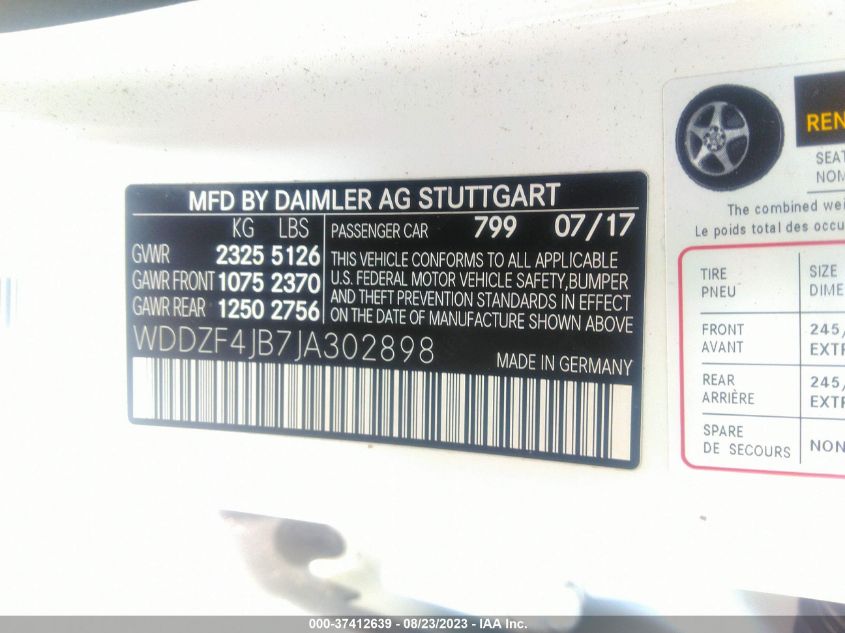 MFD BY DAIMLER AG STUTTGART
KG LBS
GVWR 2325 5126
GAWR FRONT 1075 2370
GAWR REAR 1250 2756
PASSENGER CAR 799 07/17
THIS VEHICLE CONFORMS TO ALL APPLICABLE
U.S. FEDERAL MOTOR VEHICLE SAFETY,BUMPER
AND THEFT PREVENTION STANDARDS IN EFFECT
ON THE DATE OF MANUFACTURE SHOWN ABOVE
WDDZF4JB7JA302898
MADE IN GERMANY
REN
SEAT
NOM
The combined wei
Le poids total des occu
TIRE SIZE
PNEU DIME
FRONT 245/
AVANT EXTR
REAR 245/
ARRIÈRE EXTR
SPARE
DE SECOURS NON
000-37412639 - 08/23/2023 - IAA Inc.